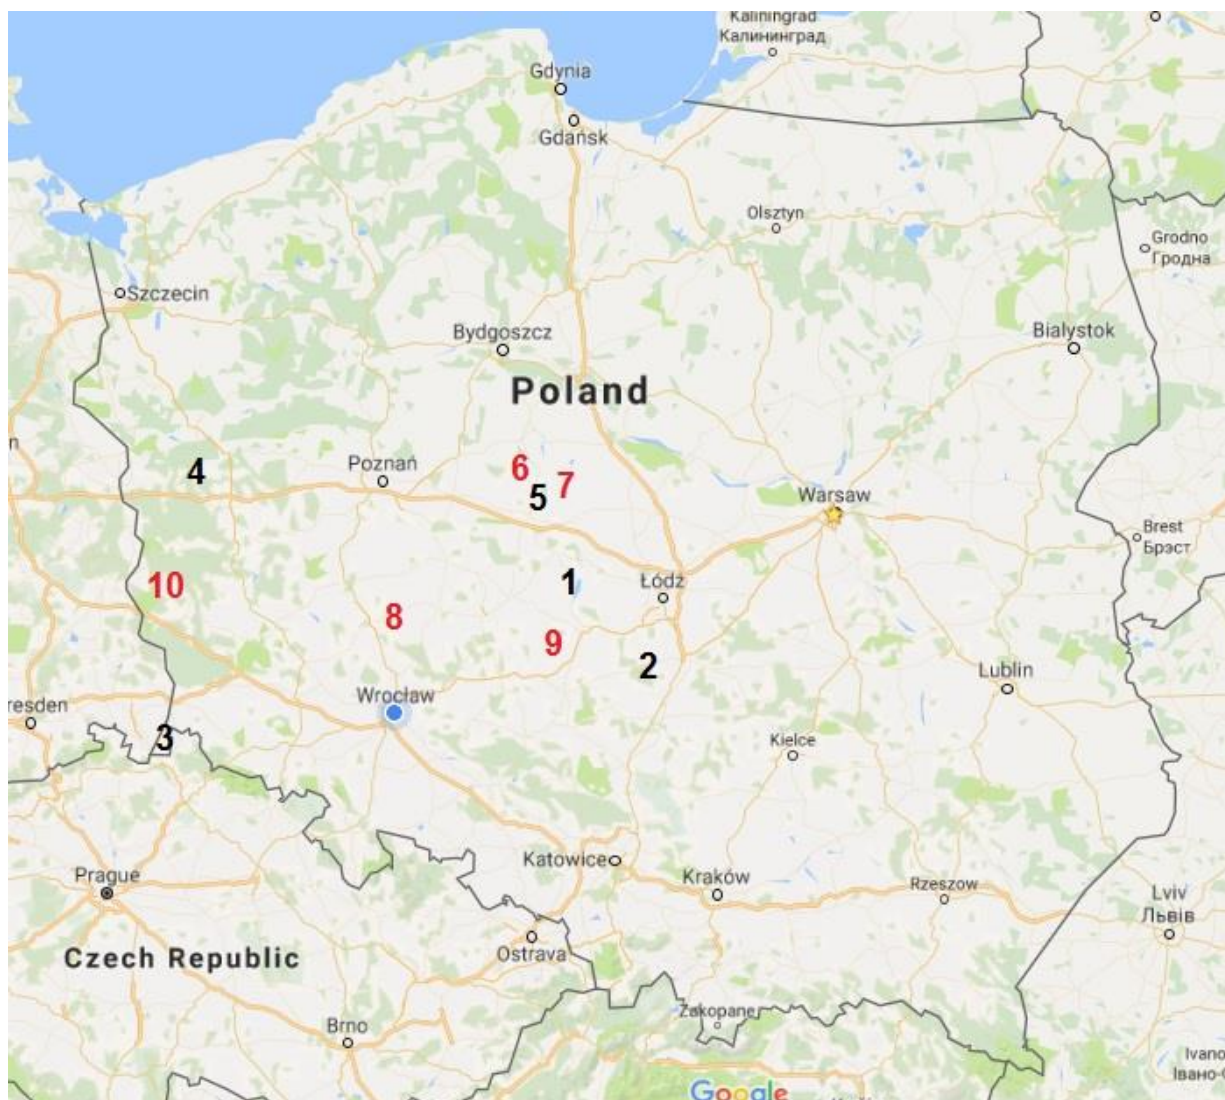 Kaliningrad
Калининград
Gdynia
Gdańsk
Olsztyn
Grodno
Гродна
Szczecin
Bydgoszcz
Bialystok
Poland
n
4
Poznań
6
7
5
Warsaw
Brest
Брэст
10
1
Łódź
8
9
2
Lublin
resden
Wrocław
3
Kielce
Katowice
Prague
Kraków
Rzeszow
Lviv
Львів
Ostrava
Czech Republic
Zakopane
Brno
Ivano
Івано-
Google